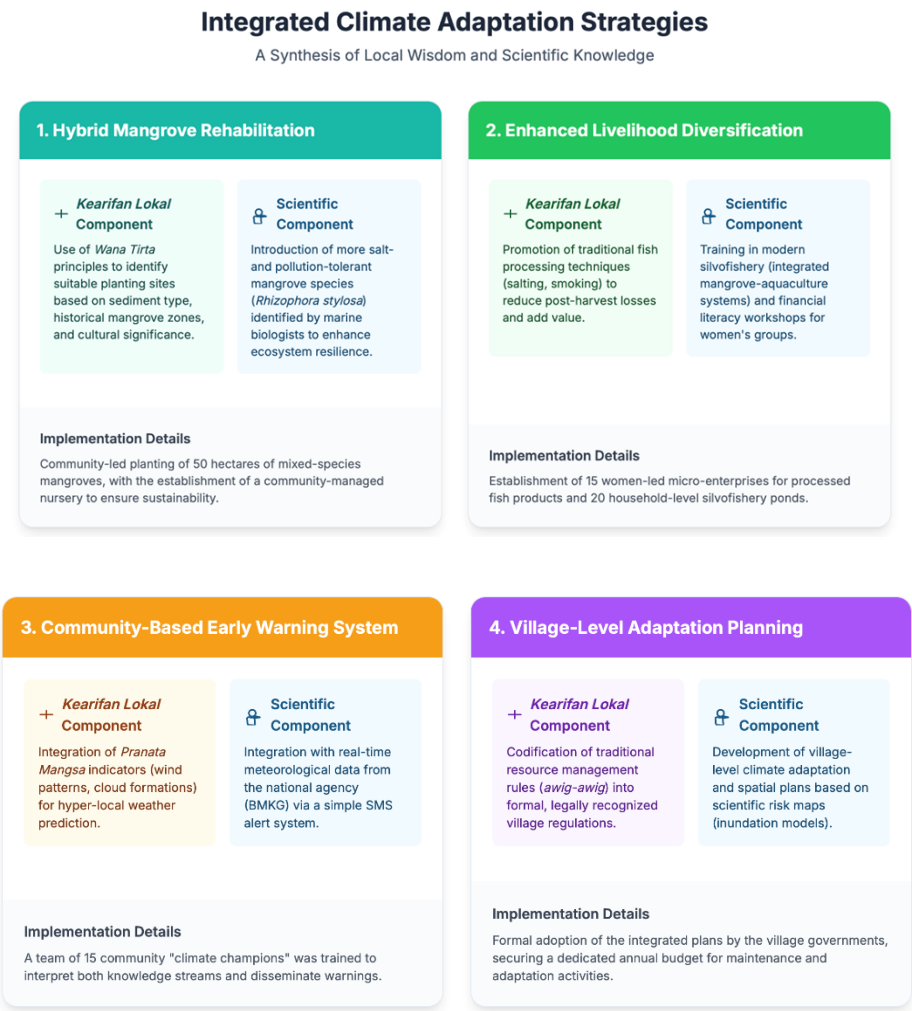 Integrated Climate Adaptation Strategies
A Synthesis of Local Wisdom and Scientific Knowledge
1. Hybrid Mangrove Rehabilitation
Kearifan Lokal
Component
Use of Wana Tirta
principles to identify
suitable planting sites
based on sediment type,
historical mangrove zones,
and cultural significance.
Scientific
Component
Introduction of more salt-
and pollution-tolerant
mangrove species
(Rhizophora stylosa)
identified by marine
biologists to enhance
ecosystem resilience.
Implementation Details
Community-led planting of 50 hectares of mixed-species
mangroves, with the establishment of a community-managed
nursery to ensure sustainability.
2. Enhanced Livelihood Diversification
Kearifan Lokal
Component
Promotion of traditional fish
processing techniques
(salting, smoking) to
reduce post-harvest losses
and add value.
Scientific
Component
Training in modern
silvofishery (integrated
mangrove-aquaculture
systems) and financial
literacy workshops for
women's groups.
Implementation Details
Establishment of 15 women-led micro-enterprises for processed
fish products and 20 household-level silvofishery ponds.
3. Community-Based Early Warning System
Kearifan Lokal
Component
Integration of Pranata
Mangsa indicators (wind
patterns, cloud formations)
for hyper-local weather
prediction.
Scientific
Component
Integration with real-time
meteorological data from
the national agency
(BMKG) via a simple SMS
alert system.
Implementation Details
A team of 15 community "climate champions" was trained to
interpret both knowledge streams and disseminate warnings.
4. Village-Level Adaptation Planning
Kearifan Lokal
Component
Codification of traditional
resource management
rules (awig-awig) into
formal, legally recognized
village regulations.
Scientific
Component
Development of village-
level climate adaptation
and spatial plans based on
scientific risk maps
(inundation models).
Implementation Details
Formal adoption of the integrated plans by the village governments,
securing a dedicated annual budget for maintenance and
adaptation activities.